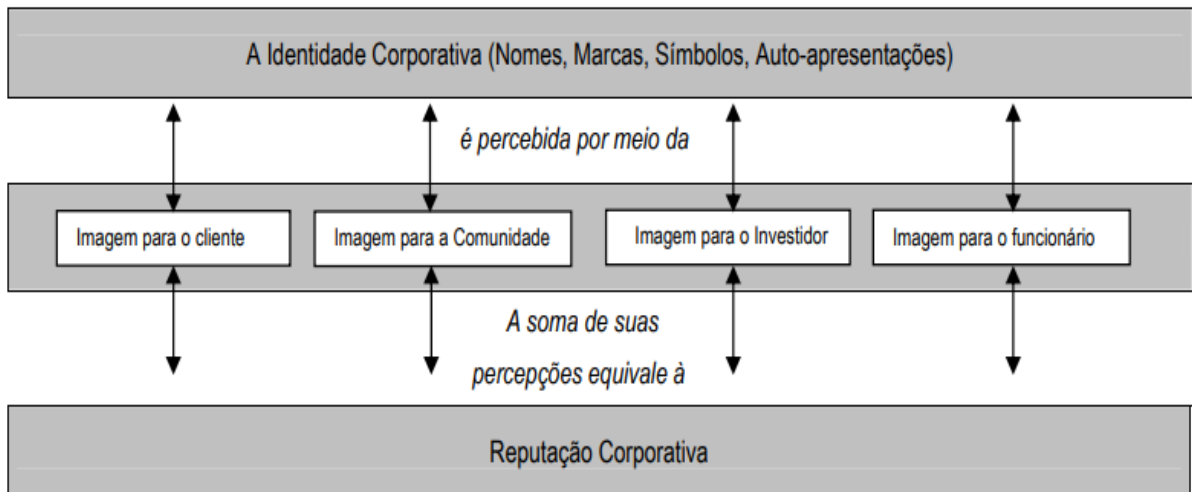 A Identidade Corporativa (Nomes, Marcas, Símbolos, Auto-apresentações)
é percebida por meio da
Imagem para o cliente
Imagem para a Comunidade
Imagem para o Investidor
Imagem para o funcionário
A soma de suas
percepções equivale à
Reputação Corporativa